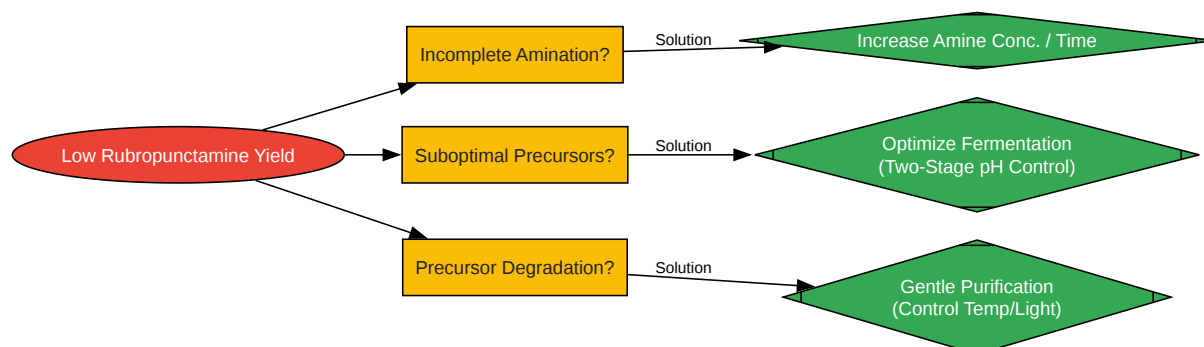 Incomplete Amination?
Solution
Increase Amine Conc. / Time
Low Rubropunctamine Yield
Suboptimal Precursors?
Solution
Optimize Fermentation
(Two-Stage pH Control)
Precursor Degradation?
Solution
Gentle Purification
(Control Temp/Light)